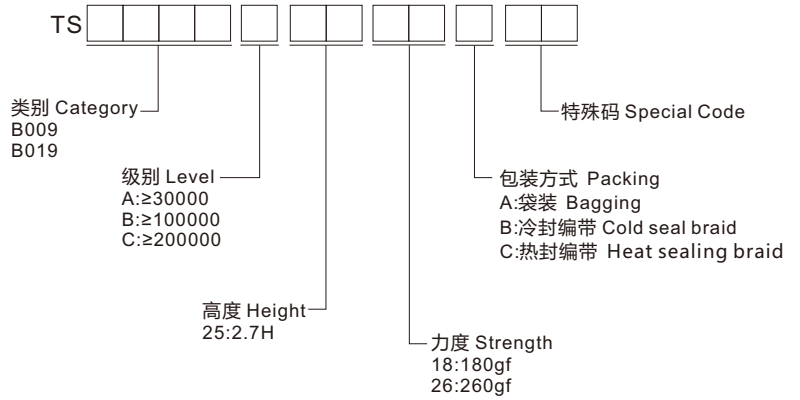 TS
类别 Category
B009
B019
级别 Level
A:≥30000
B:≥100000
C:≥200000
高度 Height
25:2.7H
力度 Strength
18:180gf
26:260gf
包装方式 Packing
A:袋装 Bagging
B:冷封编带 Cold seal braid
C:热封编带 Heat sealing braid
特殊码 Special Code